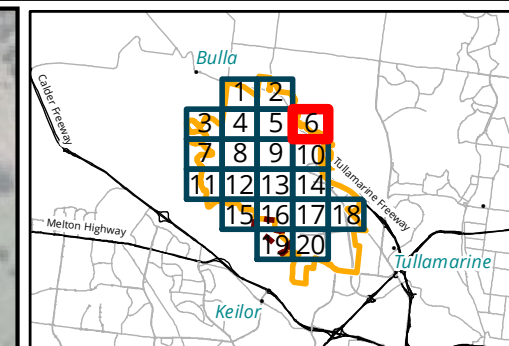 Bulla
1 2
3 4 5 6
7 8 9 10
11 12 13 14
15 16 17 18
19 20
Calder Freeway
Tullamarine Freeway
Melton Highway
Tullamarine
Keilor